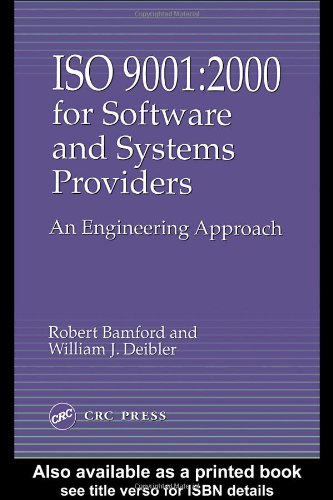 ISO 9001:2000
for Software
and Systems
Providers
An Engineering Approach
Robert Bamford and
William J. Deibler
CRC
CRC PRESS
Also available as a printed book
see title verso for ISBN details